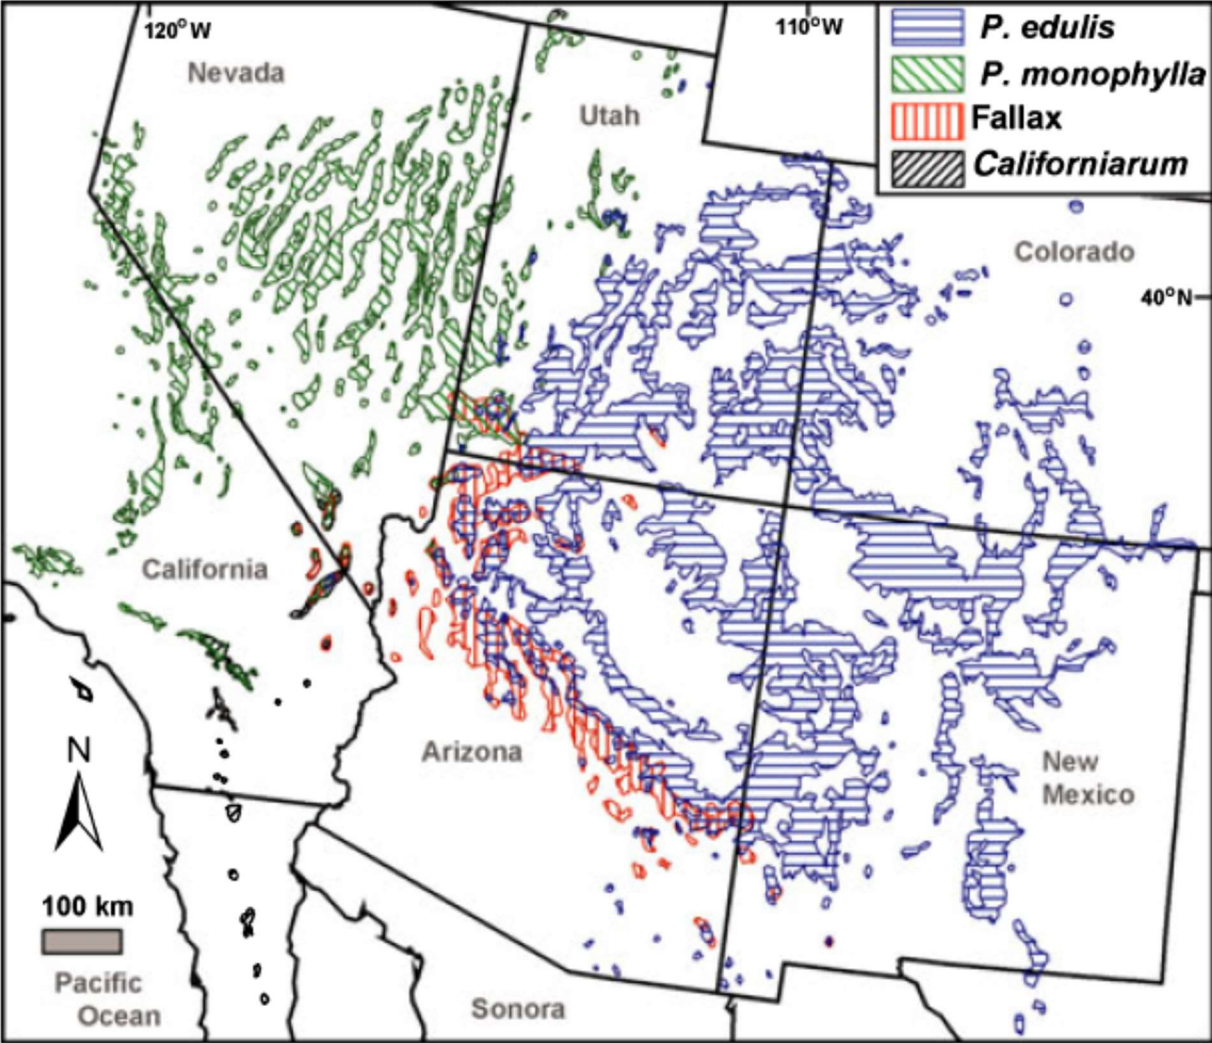 120°W
110°W
P. edulis
P. monophylla
Fallax
Californiarum
Nevada
Utah
Colorado
40°N
California
Arizona
New
Mexico
N
100 km
Pacific
Ocean
Sonora